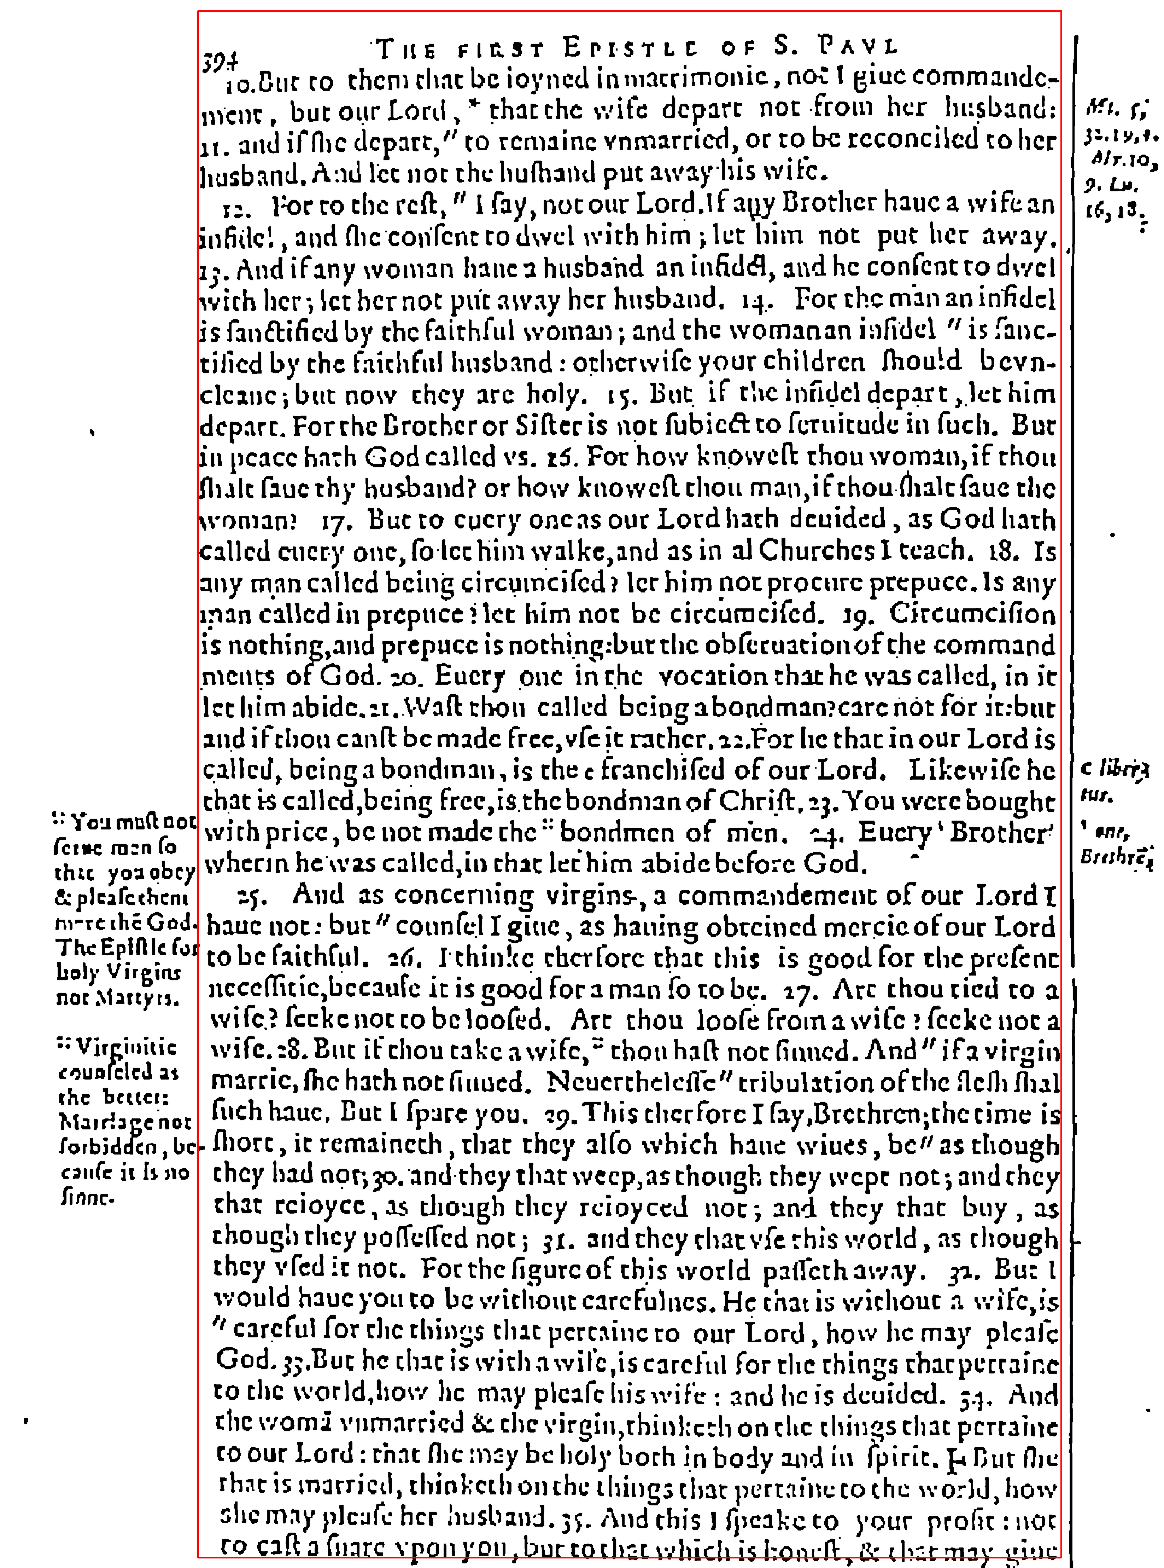 394
THE FIRST EPISTLE OF S. PAVL
10. But to them that be ioyned in matrimonie, not I giue commande-
ment, but our Lord, * that the wife depart not from her husband:
11. and if ſhe depart, " to remaine vnmarried, or to be reconciled to her
husband. And let not the huſband put away his wife.
12. For to the reſt, " I ſay, not our Lord. If any Brother haue a wife an
infidel, and ſhe conſent to dwel with him; let him not put her away.
13. And if any woman haue a husband an infidel, and he conſent to dwel
with her; let her not put away her husband. 14. For the man an infidel
is ſanctified by the faithful woman; and the woman an infidel " is ſanc-
tified by the faithful husband: otherwiſe your children ſhould be vn-
cleane; but now they are holy. 15. But if the infidel depart, let him
depart. For the Brother or Siſter is not ſubiect to ſeruitude in ſuch. But
in peace hath God called vs. 16. For how knoweſt thou woman, if thou
ſhalt ſaue thy husband? or how knoweſt thou man, if thou ſhalt ſaue the
woman? 17. But to euery one as our Lord hath deuided, as God hath
called euery one, ſo let him walke, and as in al Churches I teach. 18. Is
any man called being circumciſed? let him not procure prepuce. Is any
man called in prepuce? let him not be circumciſed. 19. Circumciſion
is nothing, and prepuce is nothing: but the obſeruation of the command
ments of God. 20. Euery one in the vocation that he was called, in it
let him abide. 21. Waſt thou called being a bondman? care not for it: but
and if thou canſt be made free, vſe it rather. 22. For he that in our Lord is
called, being a bondman, is the c franchiſed of our Lord. Likewiſe he
that is called, being free, is the bondman of Chriſt. 23. You were bought
with price, be not made the :: bondmen of men. 24. Euery ' Brother'
wherin he was called, in that let him abide before God.
25. And as concerning virgins, a commandement of our Lord I
haue not: but " counſel I giue, as hauing obteined mercie of our Lord
to be faithful. 26. I thinke therfore that this is good for the preſent
neceſſitie, becauſe it is good for a man ſo to be. 27. Art thou tied to a
wife? ſeeke not to be looſed. Art thou looſe from a wife? ſeeke not a
wife. 28. But if thou take a wife, :: thou haſt not ſinned. And " if a virgin
marrie, ſhe hath not ſinned. Neuertheleſſe " tribulation of the fleſh ſhal
ſuch haue. But I ſpare you. 29. This therfore I ſay, Brethren; the time is
ſhort, it remaineth, that they alſo which haue wiues, be " as though
they had not; 30. and they that weep, as though they wept not; and they
that reioyce, as though they reioyced not; and they that buy, as
though they poſſeſſed not; 31. and they that vſe this world, as though
they vſed it not. For the figure of this world paſſeth away. 32. But I
would haue you to be without carefulnes. He that is without a wife, is
" careful for the things that pertaine to our Lord, how he may pleaſe
God. 33. But he that is with a wife, is careful for the things that pertaine
to the world, how he may pleaſe his wife: and he is deuided. 34. And
the womā vnmarried & the virgin, thinketh on the things that pertaine
to our Lord: that ſhe may be holy both in body and in ſpirit. But ſhe
that is married, thinketh on the things that pertaine to the world, how
she may pleaſe her husband. 35. And this I ſpeake to your profit: not
to caſt a ſnare vpon you, but to that which is honeſt, & that may giue
:: You muſt not
ſerue men ſo
that you obey
& pleaſe them
more thē God.
The Epiſtle for
holy Virgins
not Martyrs.
:: Virginitie
counſeled as
the better:
Mariage not
forbidden, be-
cauſe it is no
ſinne.
Mt. 5,
32. 19, 9.
Mr. 10,
9. Lu.
16, 18.
c libertꝰ
tur.
' one,
Brethrē,